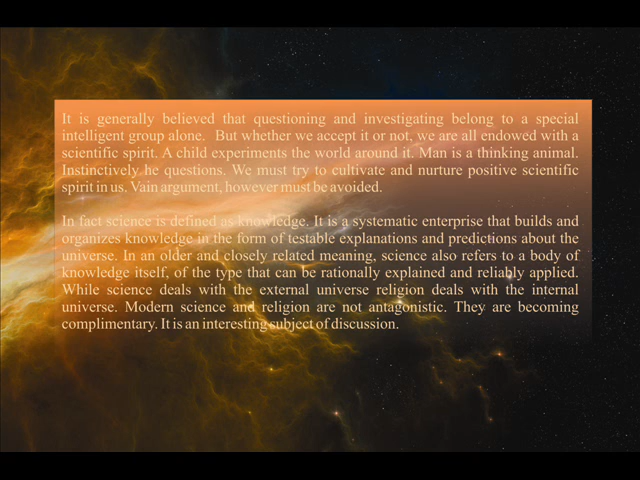 It is generally believed that questioning and investigating belong to a special
intelligent group alone. But whether we accept it or not, we are all endowed with a
scientific spirit. A child experiments the world around it. Man is a thinking animal.
Instinctively he questions. We must try to cultivate and nurture positive scientific
spirit in us. Vain argument, however must be avoided.
In fact science is defined as knowledge. It is a systematic enterprise that builds and
organizes knowledge in the form of testable explanations and predictions about the
universe. In an older and closely related meaning, science also refers to a body of
knowledge itself, of the type that can be rationally explained and reliably applied.
While science deals with the external universe religion deals with the internal
universe. Modern science and religion are not antagonistic. They are becoming
complimentary. It is an interesting subject of discussion.